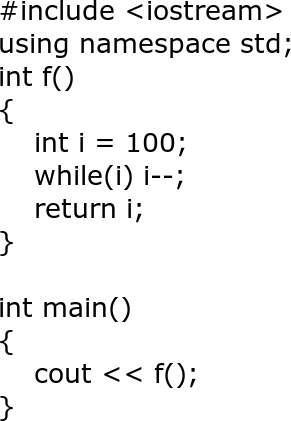 #include <iostream>
using namespace std;
int f()
{
    int i = 100;
    while(i) i--;
    return i;
}

int main()
{
    cout << f();
}